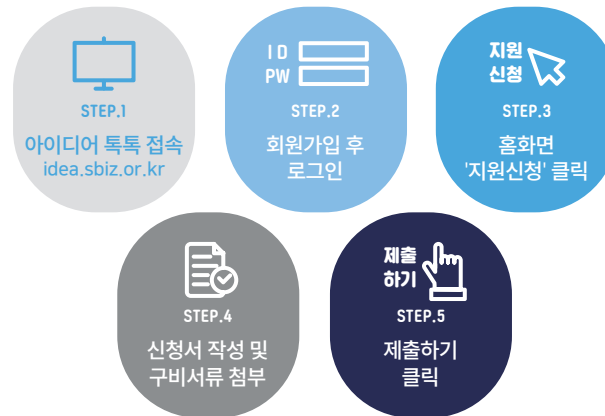 STEP.1
아이디어 톡톡 접속
idea.sbiz.or.kr
ID
PW
STEP.2
회원가입 후
로그인
지원
신청
STEP.3
홈화면
'지원신청' 클릭
STEP.4
신청서 작성 및
구비서류 첨부
제출
하기
STEP.5
제출하기
클릭